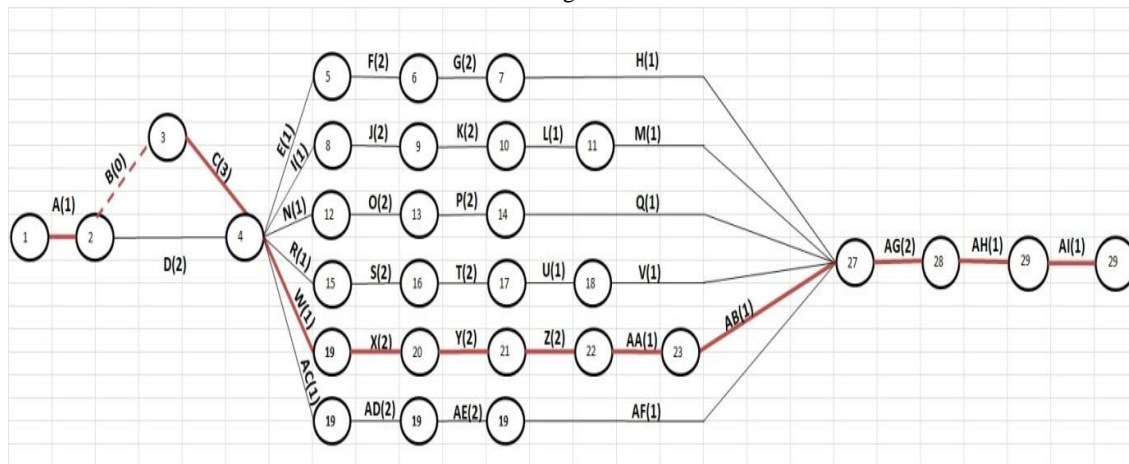 F(2) G(2) H(1)
5 6 7
E(1) J(2) K(2) L(1) M(1)
3 I(1) 8 9 10 11
B(0) C(3)
A(1) N(1) O(2) P(2) Q(1)
12 13 14
1 2 4 AG(2) AH(1) AI(1)
D(2) 27 28 29 29
R(1) S(2) T(2) U(1) V(1)
15 16 17 18
W(1) X(2) Y(2) Z(2) AA(1) AB(1)
19 20 21 22 23
AC(1) AD(2) AE(2) AF(1)
19 19 19